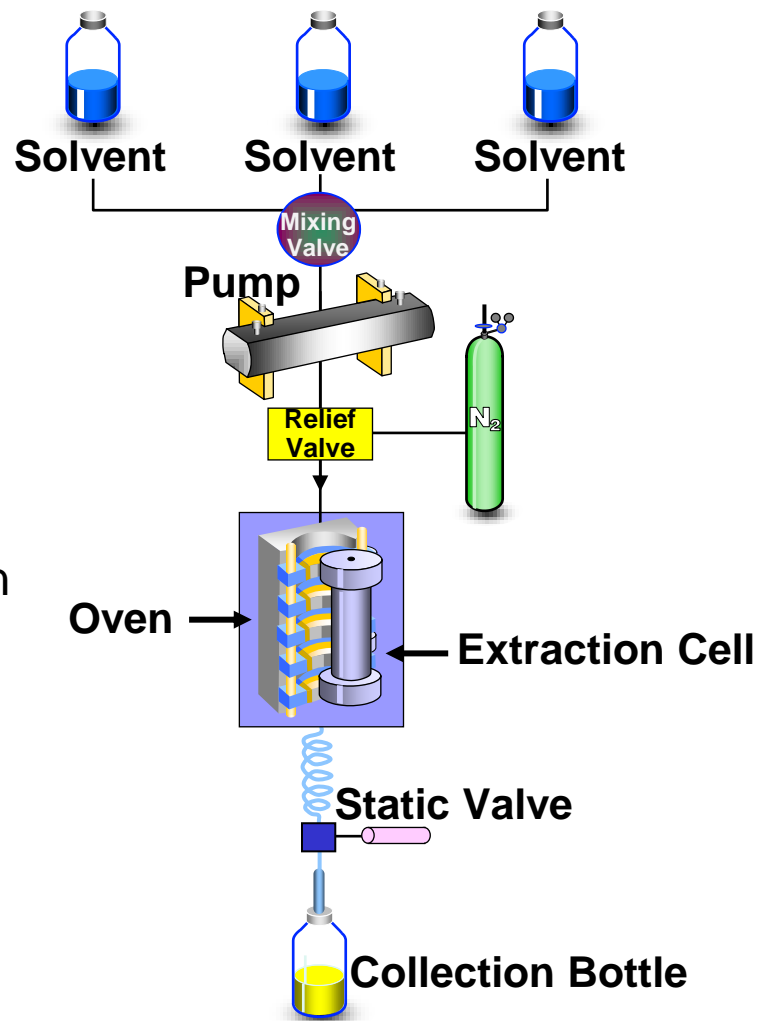 Solvent Solvent Solvent
Mixing
Valve
Pump
Relief
Valve
N₂
n
Oven
Extraction Cell
Static Valve
Collection Bottle